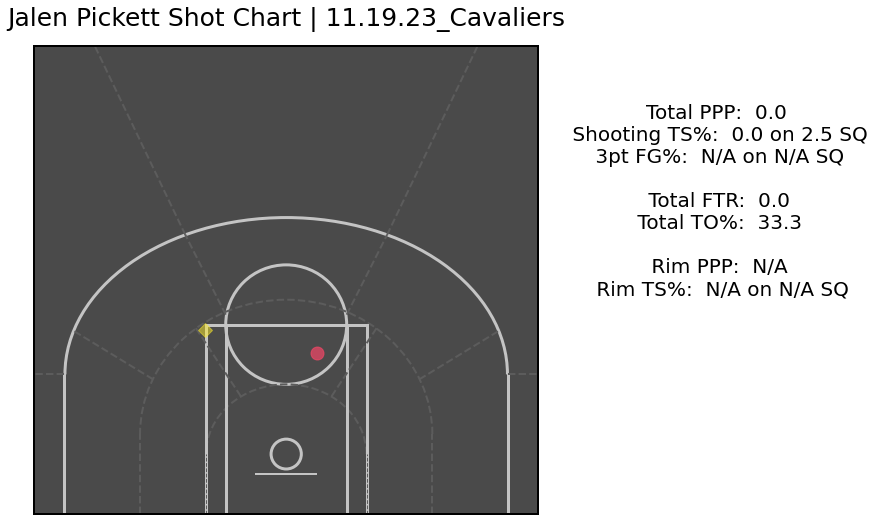 Jalen Pickett Shot Chart | 11.19.23_Cavaliers
Total PPP: 0.0
Shooting TS%: 0.0 on 2.5 SQ
3pt FG%: N/A on N/A SQ
Total FTR: 0.0
Total TO%: 33.3
Rim PPP: N/A
Rim TS%: N/A on N/A SQ